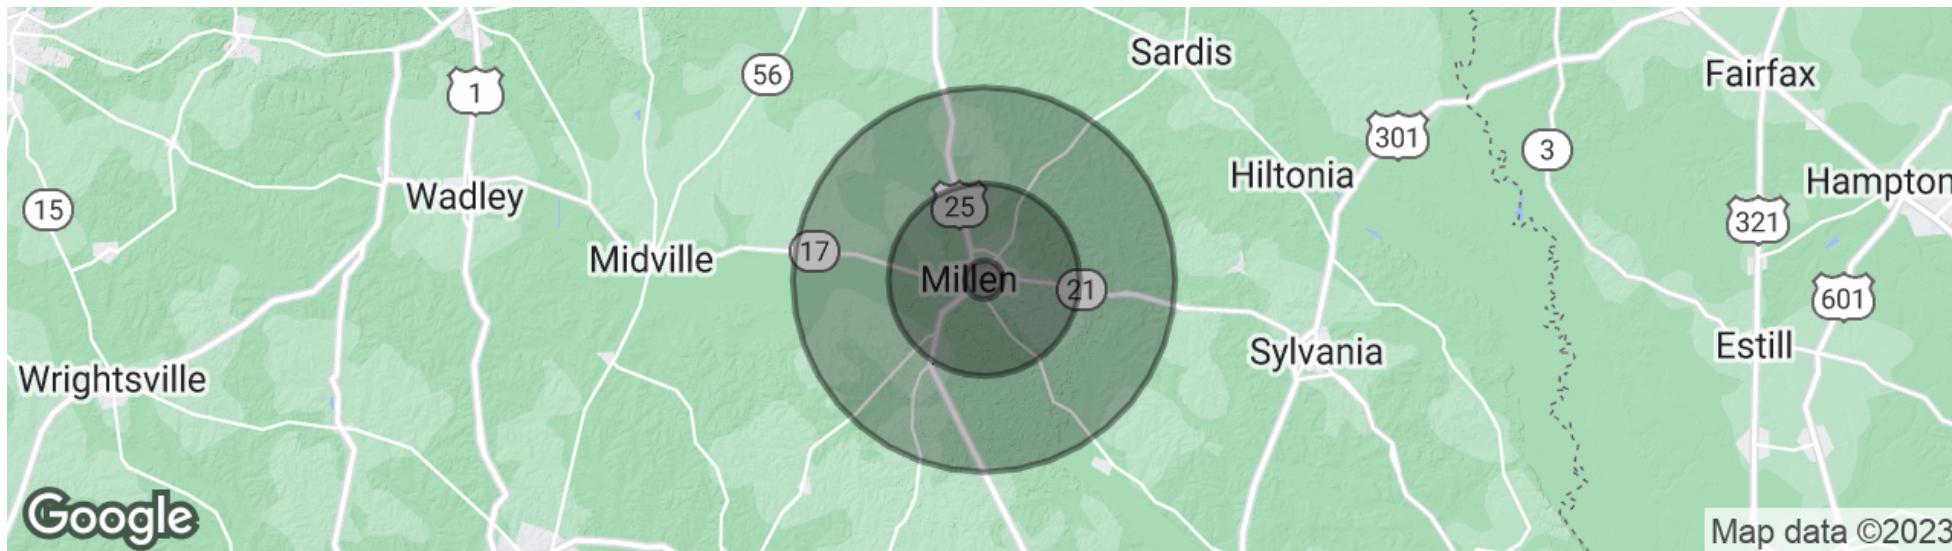 Sardis
56
Fairfax
1
301
3
Hiltonia
Hampton
Wadley
15
25
321
Midville
17
Millen
21
601
Estill
Sylvania
Wrightsville
Google
Map data ©2023